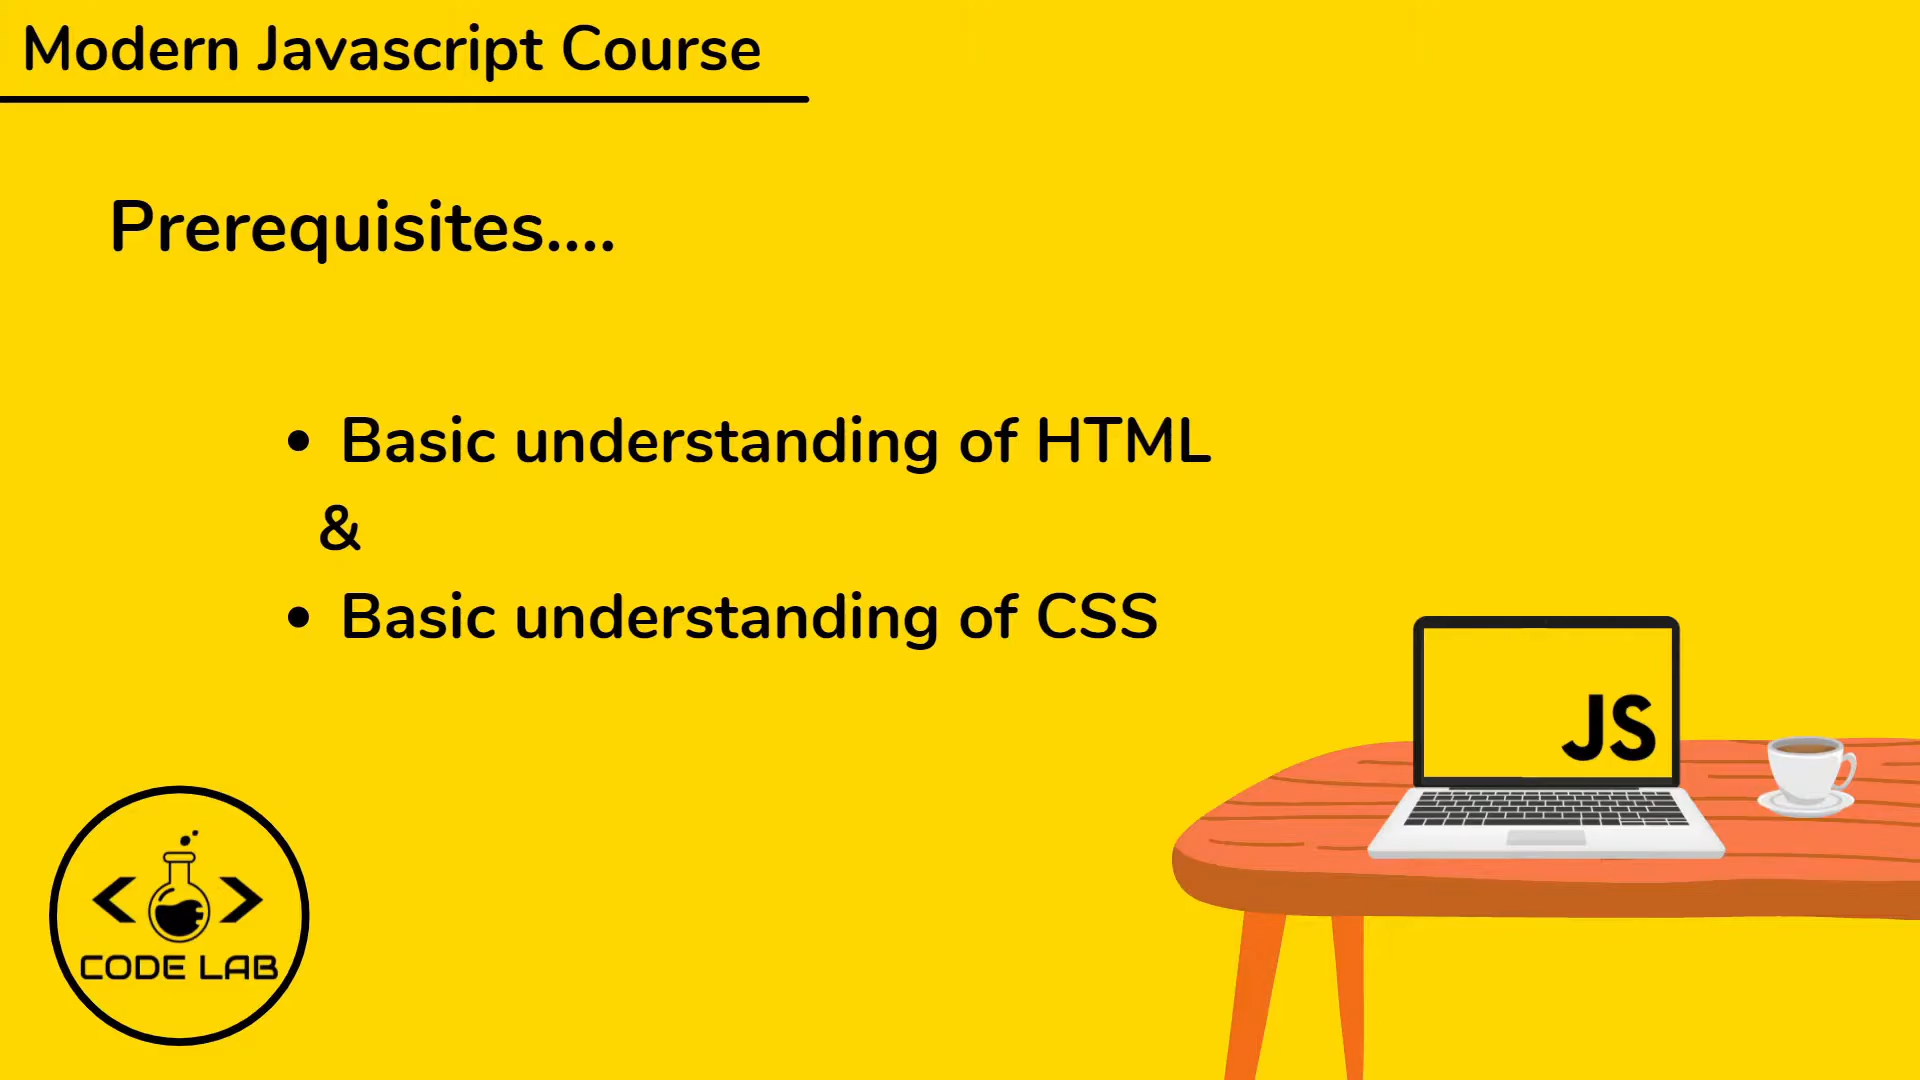 Modern Javascript Course
Prerequisites....
• Basic understanding of HTML
&
• Basic understanding of CSS
JS
< >
CODE LAB